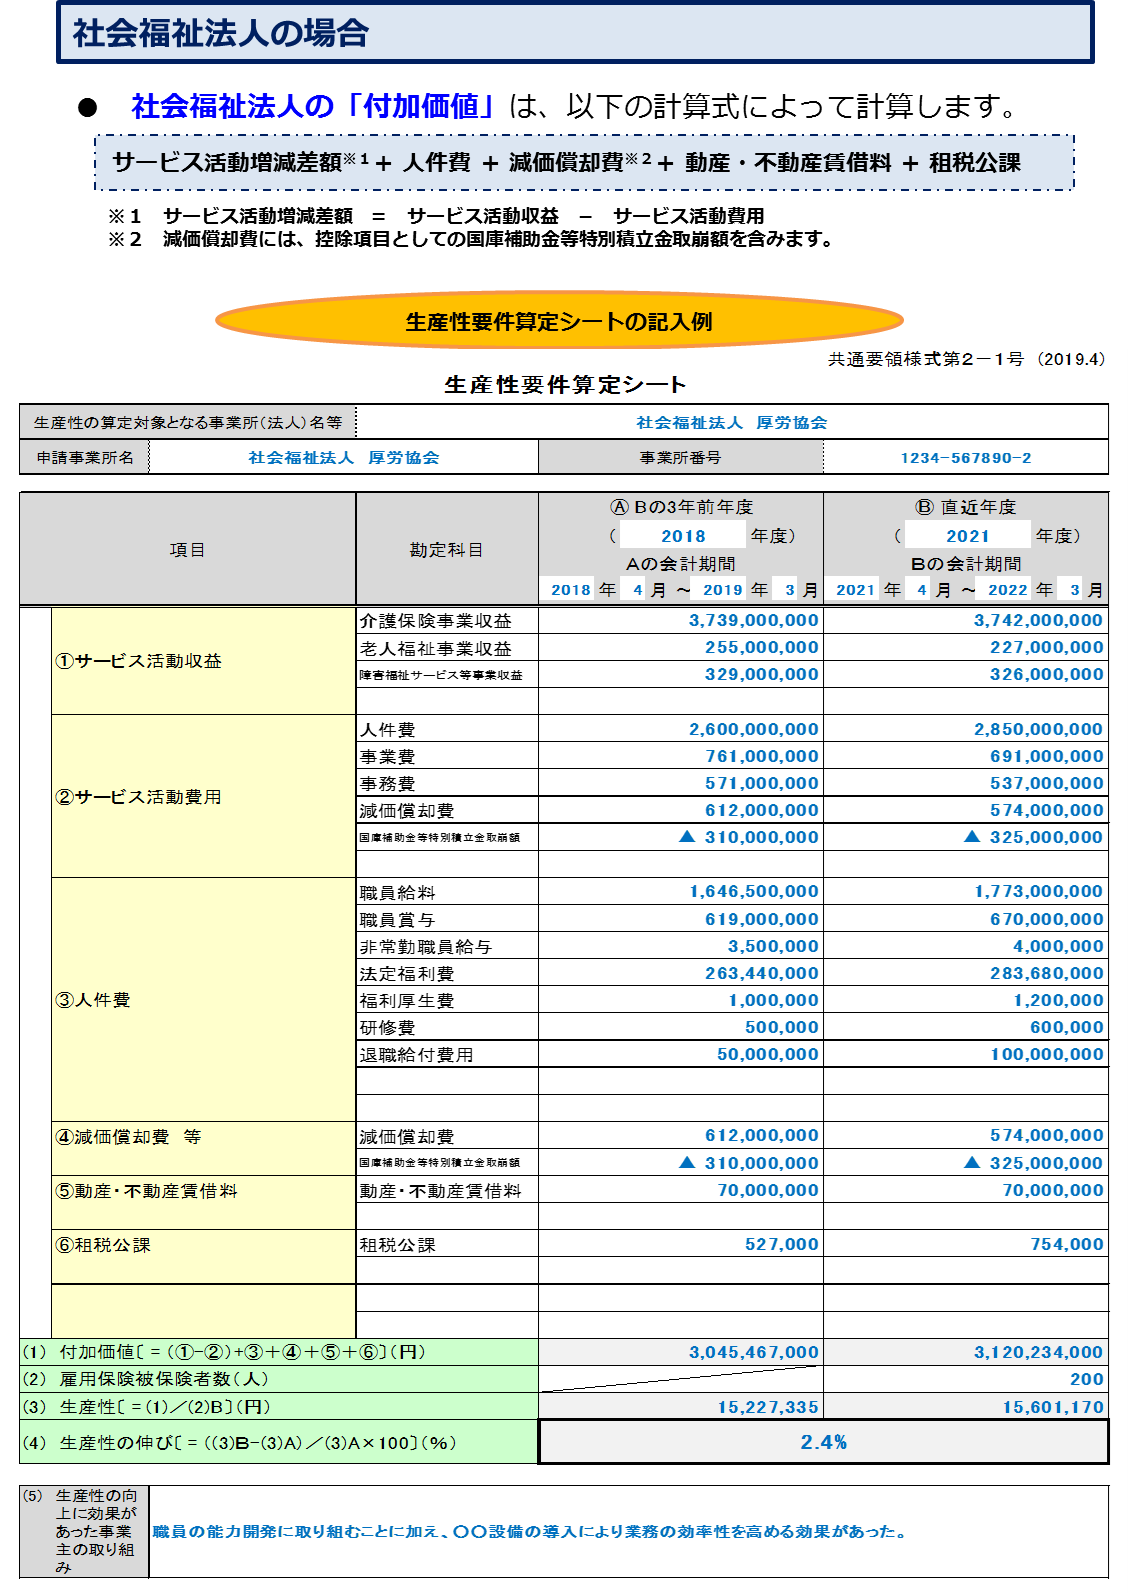 社会福祉法人の場合
● 社会福祉法人の「付加価値」は、以下の計算式によって計算します。
サービス活動増減差額※1＋ 人件費 ＋ 減価償却費※2＋ 動産・不動産賃借料 ＋ 租税公課
※１　サービス活動増減差額　＝　サービス活動収益　－　サービス活動費用
※２　減価償却費には、控除項目としての国庫補助金等特別積立金取崩額を含みます。
生産性要件算定シートの記入例
共通要領様式第２－１号 （2019.4）
生産性要件算定シート
生産性の算定対象となる事業所（法人）名等 社会福祉法人　厚労協会
申請事業所名 社会福祉法人　厚労協会 事業所番号 1234-567890-2
項目 勘定科目
Ⓐ Ｂの3年前年度 Ⓑ 直近年度
（ 2018 年度） （ 2021 年度）
Ａの会計期間 Ｂの会計期間
2018 年 4 月 ～ 2019 年 3 月 2021 年 4 月 ～ 2022 年 3 月
①サービス活動収益
介護保険事業収益 3,739,000,000 3,742,000,000
老人福祉事業収益 255,000,000 227,000,000
障害福祉サービス等事業収益 329,000,000 326,000,000
②サービス活動費用
人件費 2,600,000,000 2,850,000,000
事業費 761,000,000 691,000,000
事務費 571,000,000 537,000,000
減価償却費 612,000,000 574,000,000
国庫補助金等特別積立金取崩額 ▲ 310,000,000 ▲ 325,000,000
③人件費
職員給料 1,646,500,000 1,773,000,000
職員賞与 619,000,000 670,000,000
非常勤職員給与 3,500,000 4,000,000
法定福利費 263,440,000 283,680,000
福利厚生費 1,000,000 1,200,000
研修費 500,000 600,000
退職給付費用 50,000,000 100,000,000
④減価償却費　等 減価償却費 612,000,000 574,000,000
国庫補助金等特別積立金取崩額 ▲ 310,000,000 ▲ 325,000,000
⑤動産・不動産賃借料 動産・不動産賃借料 70,000,000 70,000,000
⑥租税公課 租税公課 527,000 754,000
(1) 付加価値〔＝(①-②)+③＋④＋⑤＋⑥〕（円） 3,045,467,000 3,120,234,000
(2) 雇用保険被保険者数（人） 200
(3) 生産性〔＝(1)／(2)B〕（円） 15,227,335 15,601,170
(4) 生産性の伸び〔＝((3)Ｂ-(3)A)／(3)A×100〕（％） 2.4%
(5) 生産性の向
上に効果が
あった事業
主の取り組
み
職員の能力開発に取り組むことに加え、〇〇設備の導入により業務の効率性を高める効果があった。